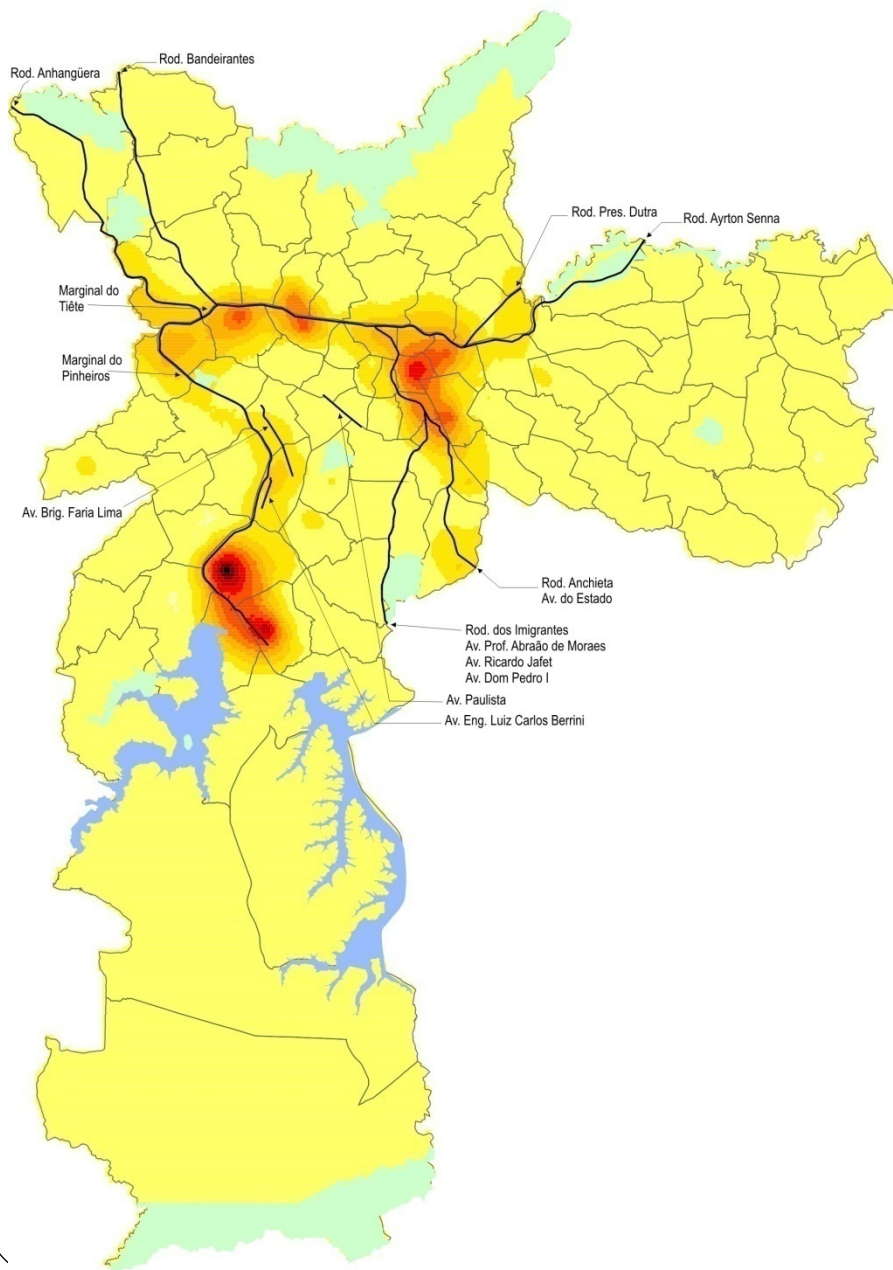 Rod. Bandeirantes
Rod. Anhangüera
Rod. Pres. Dutra
Rod. Ayrton Senna
Marginal do
Tiête
Marginal do
Pinheiros
Av. Brig. Faria Lima
Rod. Anchieta
Av. do Estado
Rod. dos Imigrantes
Av. Prof. Abraão de Moraes
Av. Ricardo Jafet
Av. Dom Pedro I
Av. Paulista
Av. Eng. Luiz Carlos Berrini